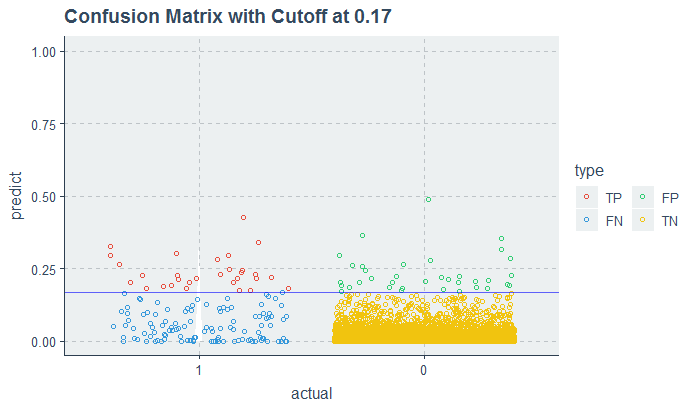 Confusion Matrix with Cutoff at 0.17
1.00
0.75
0.50
0.25
0.00
predict
1 0
actual
type
TP FP
FN TN